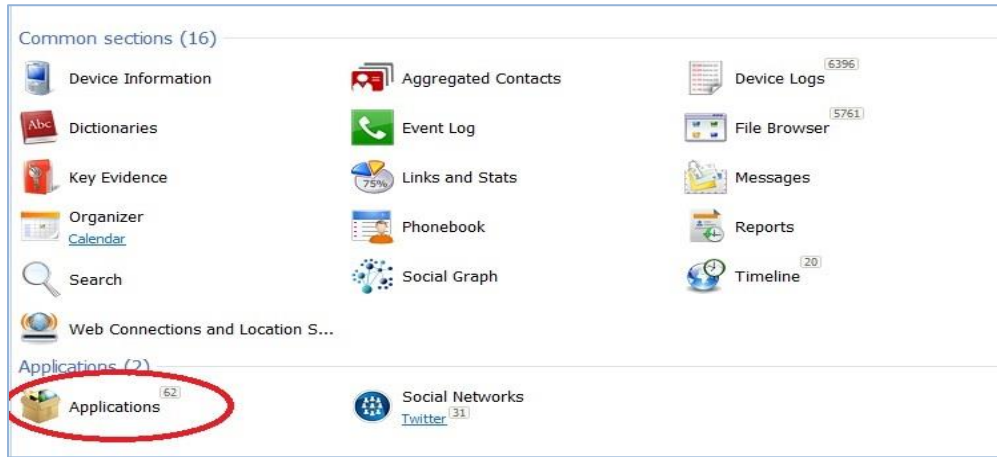 Common sections (16)
Device Information
Aggregated Contacts
Device Logs 6396
Abc Dictionaries
Event Log
File Browser 5761
Key Evidence
75% Links and Stats
Messages
Organizer
Calendar
Phonebook
Reports
Search
Social Graph
Timeline 20
Web Connections and Location S...
Applications (2)
Applications 62
Social Networks
Twitter 31